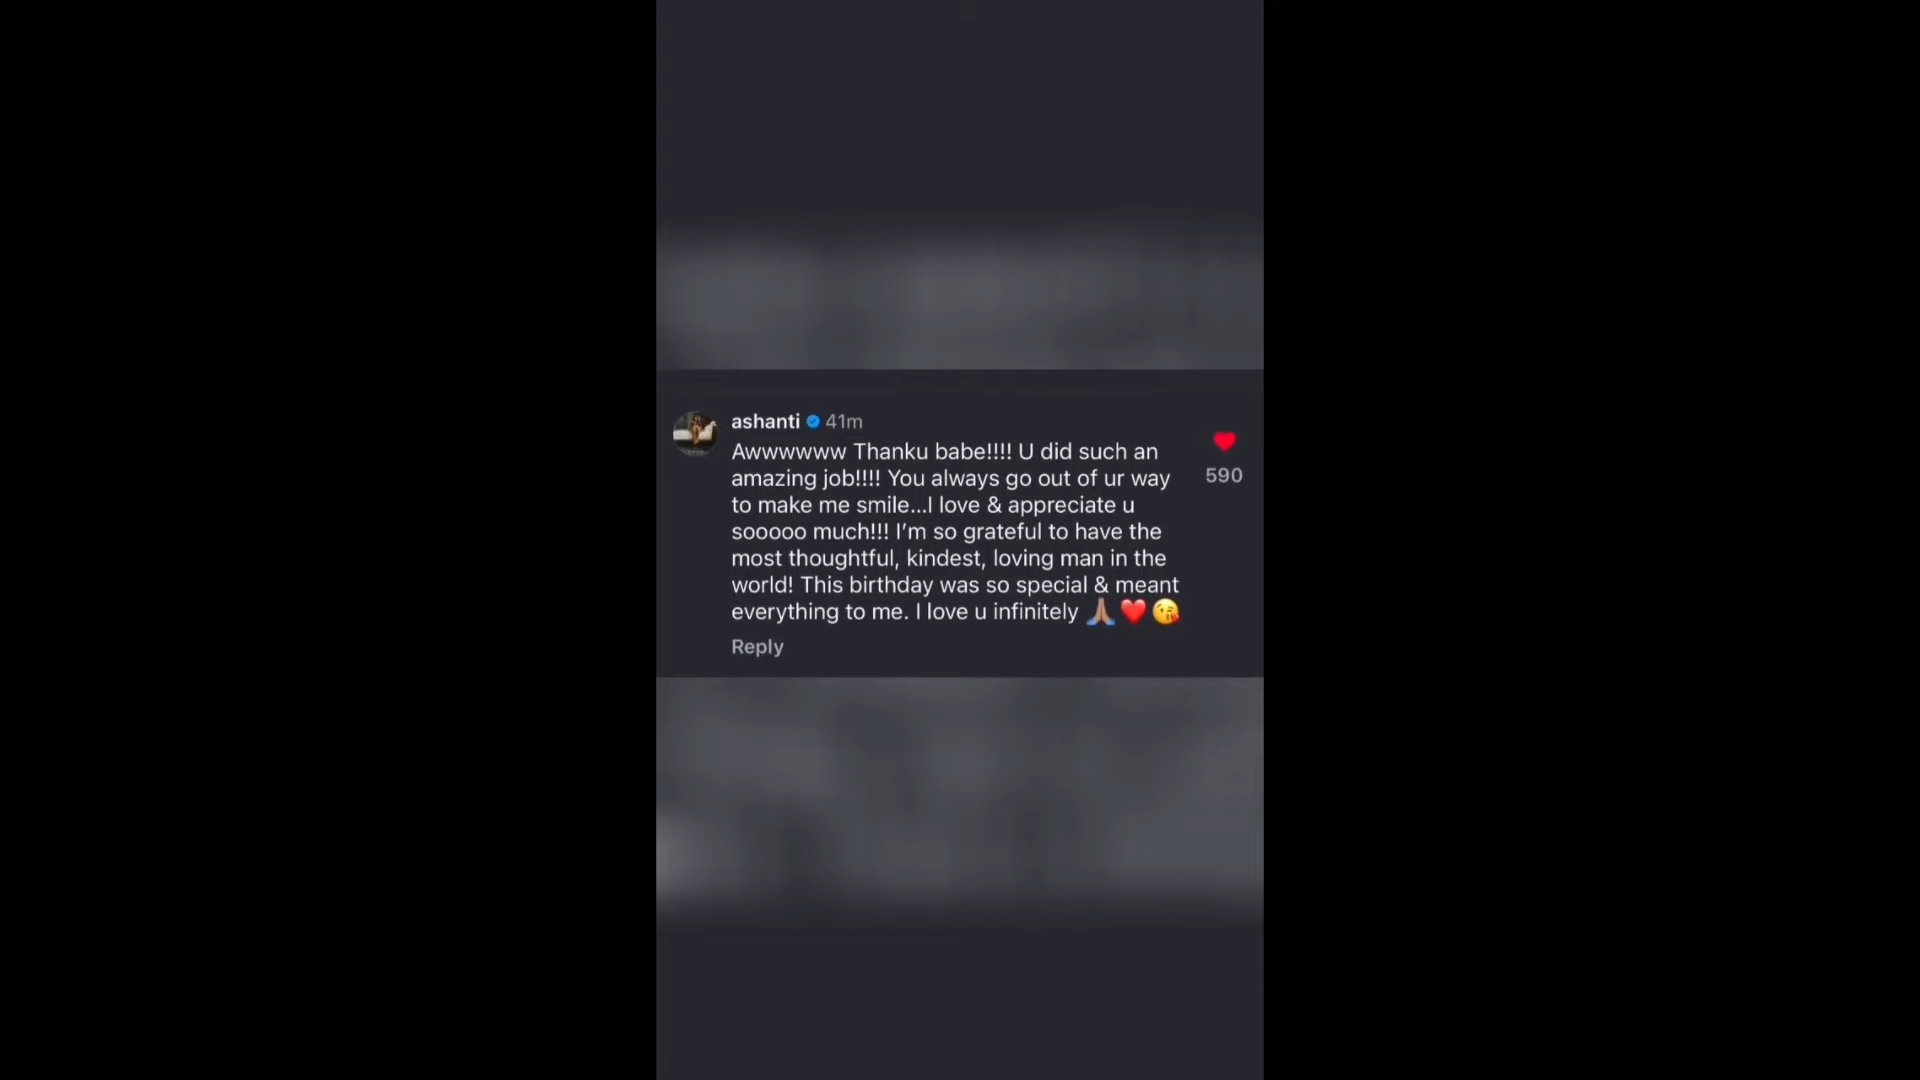 ashanti 41m
Awwwwww Thanku babe!!!! U did such an
amazing job!!!! You always go out of ur way
to make me smile...I love & appreciate u
sooooo much!!! I'm so grateful to have the
most thoughtful, kindest, loving man in the
world! This birthday was so special & meant
everything to me. I love u infinitely 🙏🏽❤️😘
590
Reply